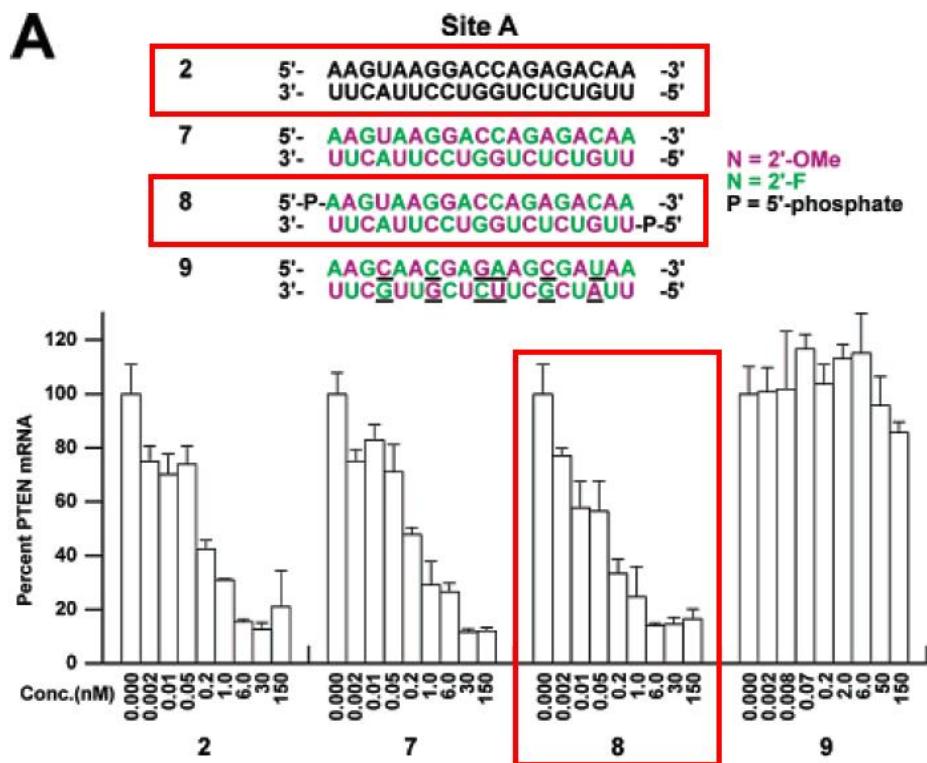 A
Site A
2 5'- AAGUAAGGACCAGAGACAA -3'
3'- UUCAUUCCUGGUCUCUGUU -5'
7 5'- AAGUAAGGACCAGAGACAA -3'
3'- UUCAUUCCUGGUCUCUGUU -5'
8 5'-P-AAGUAAGGACCAGAGACAA -3'
3'- UUCAUUCCUGGUCUCUGUU-P-5'
9 5'- AAGCAACGAGAAGCGAUAA -3'
3'- UUCGUUGCUCUUCGCUAUU -5'
N = 2'-OMe
N = 2'-F
P = 5'-phosphate
Percent PTEN mRNA
120
100
80
60
40
20
0
Conc.(nM) 0.000 0.002 0.01 0.05 0.2 1.0 6.0 30 150 0.000 0.002 0.01 0.05 0.2 1.0 6.0 30 150 0.000 0.002 0.01 0.05 0.2 1.0 6.0 30 150 0.000 0.002 0.008 0.07 0.2 2.0 6.0 50 150
2 7 8 9